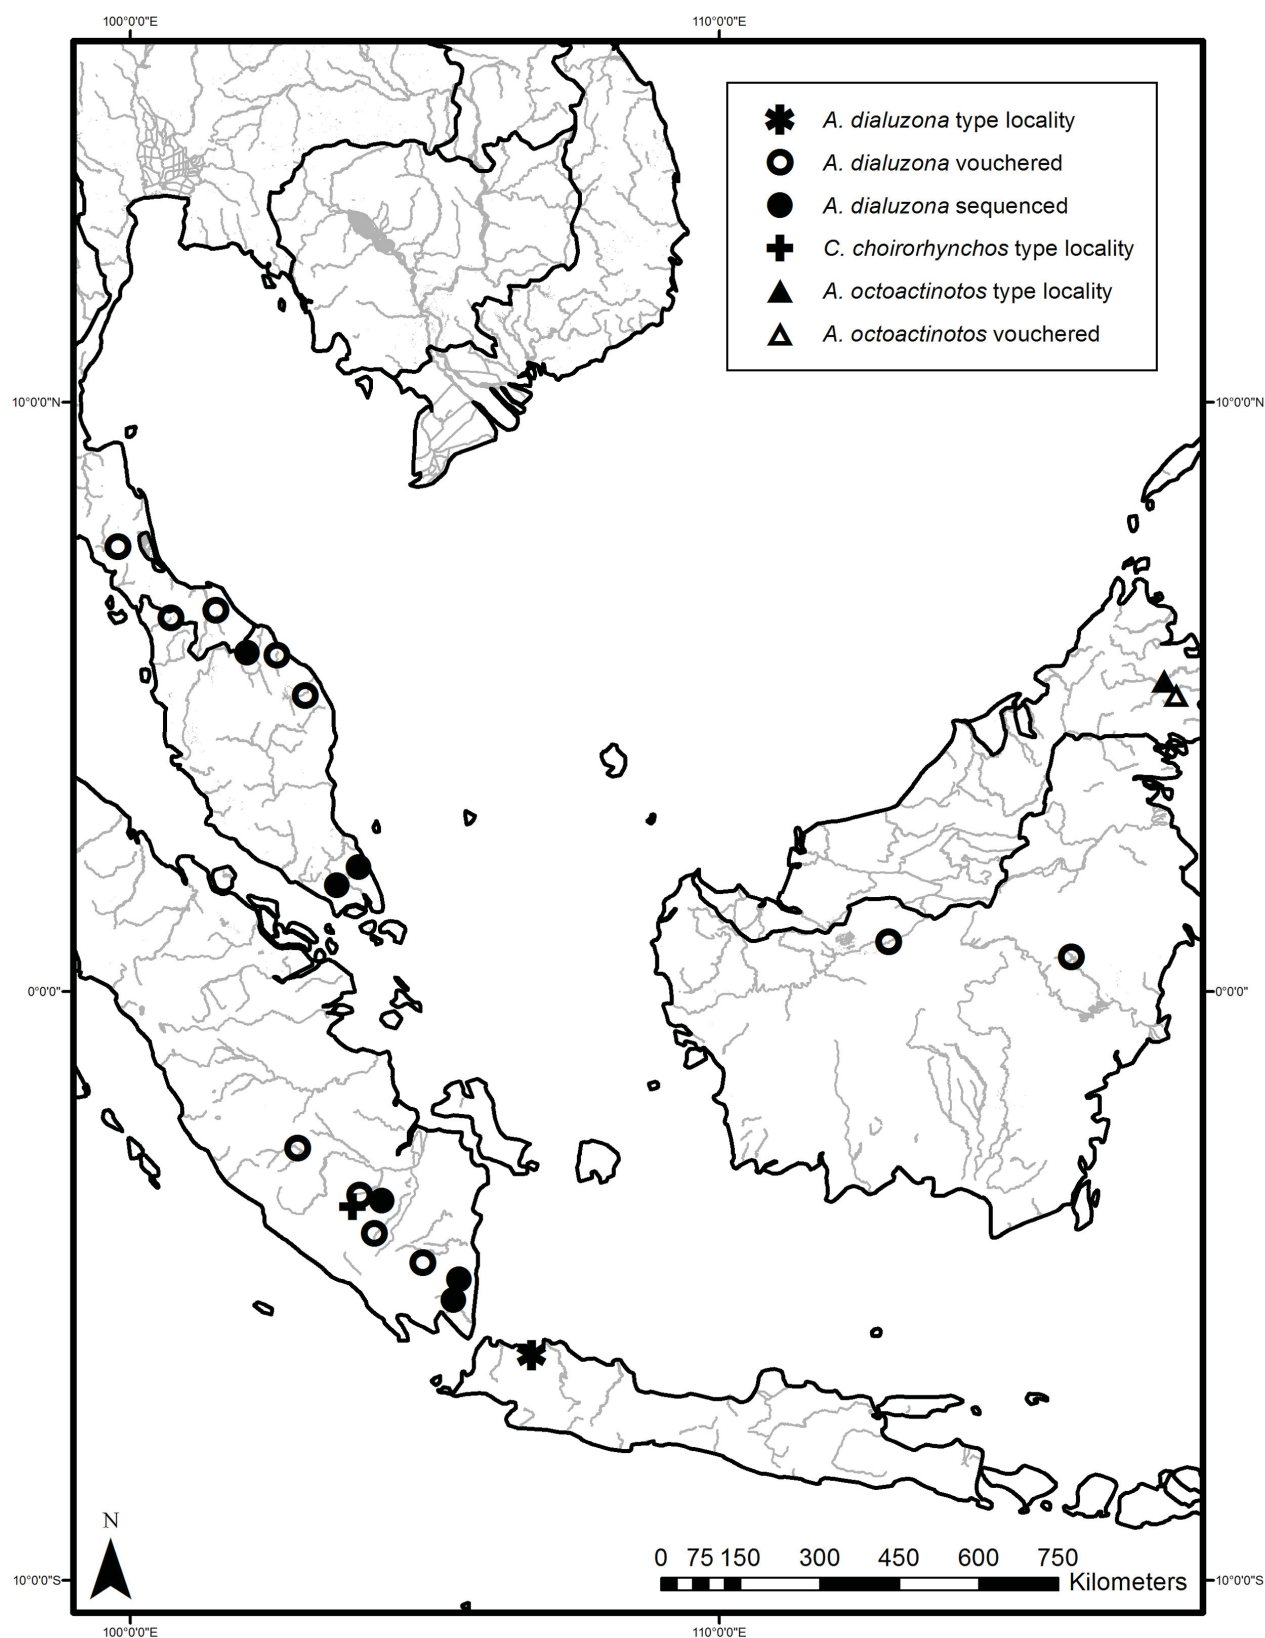 100°0'0"E 110°0'0"E
A. dialuzona type locality
A. dialuzona vouchered
A. dialuzona sequenced
C. choirorhynchos type locality
A. octoactinotos type locality
A. octoactinotos vouchered
10°0'0"N 10°0'0"N
0°0'0" 0°0'0"
N
0 75 150 300 450 600 750
Kilometers
10°0'0"S 10°0'0"S
100°0'0"E 110°0'0"E